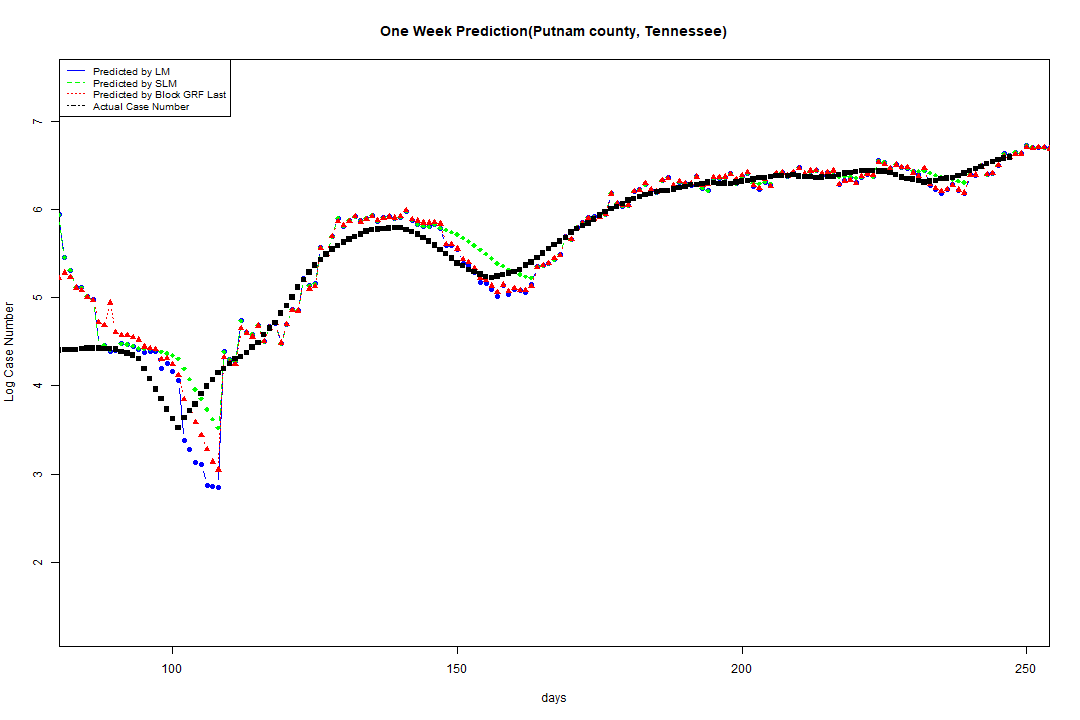 One Week Prediction(Putnam county, Tennessee)
Predicted by LM
Predicted by SLM
Predicted by Block GRF Last
Actual Case Number
7
6
5
4
3
2
Log Case Number
100
150
200
250
days